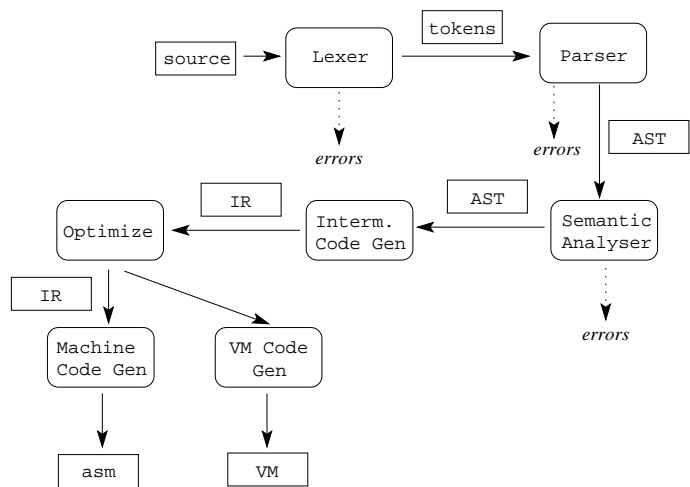 source
Lexer
tokens
Parser
errors
errors
AST
Optimize
IR
Interm.
Code Gen
AST
Semantic
Analyser
IR
errors
Machine
Code Gen
VM Code
Gen
asm
VM